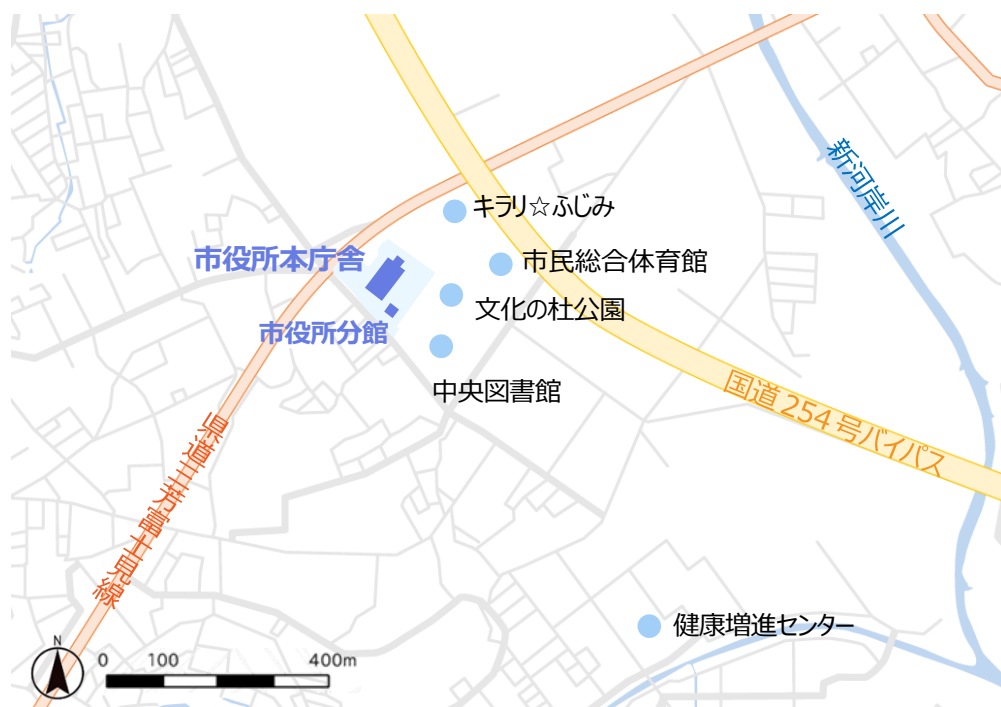 新河岸川
キラリ☆ふじみ
市役所本庁舎
市民総合体育館
文化の杜公園
市役所分館
中央図書館
国道254号バイパス
県道三芳富士見線
健康増進センター
N
0 100 400m